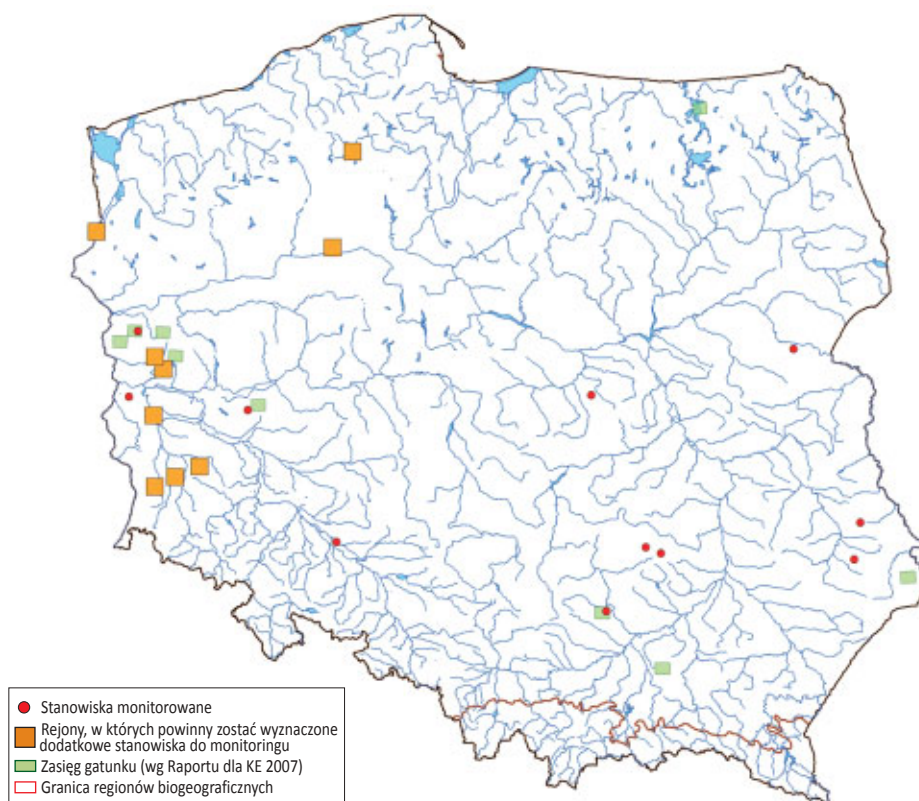 Stanowiska monitorowane
Rejony, w których powinny zostać wyznaczone
dodatkowe stanowiska do monitoringu
Zasięg gatunku (wg Raportu dla KE 2007)
Granica regionów biogeograficznych